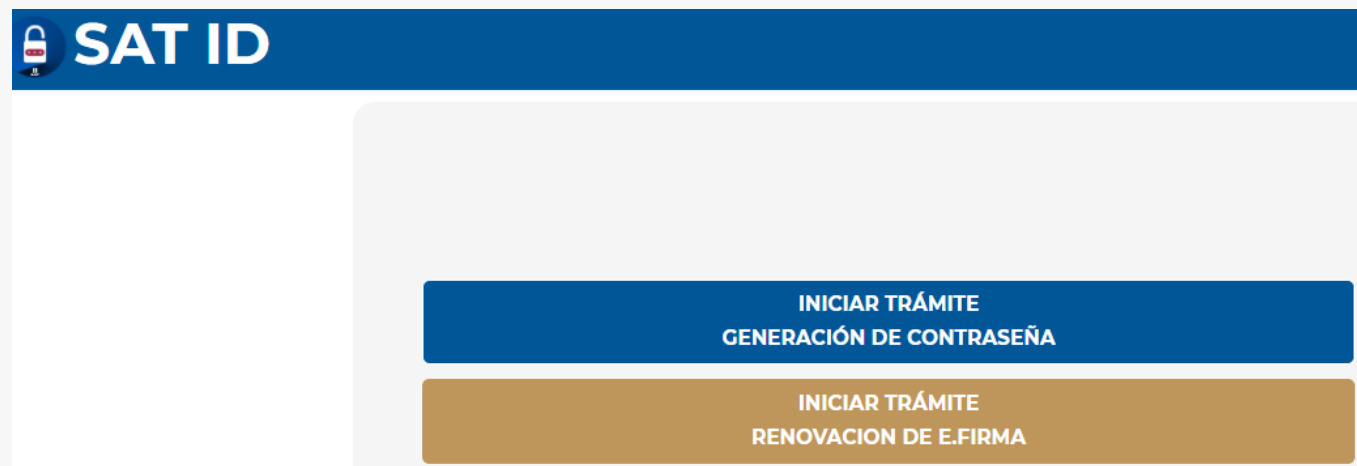 SAT ID
INICIAR TRÁMITE
GENERACIÓN DE CONTRASEÑA
INICIAR TRÁMITE
RENOVACION DE E.FIRMA